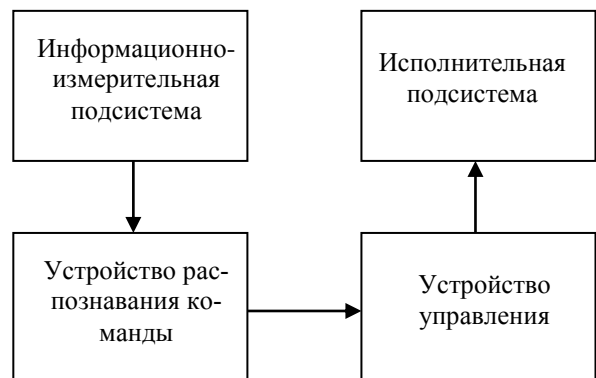 Информационно-
измерительная
подсистема
Исполнительная
подсистема
Устройство рас-
познавания ко-
манды
Устройство
управления